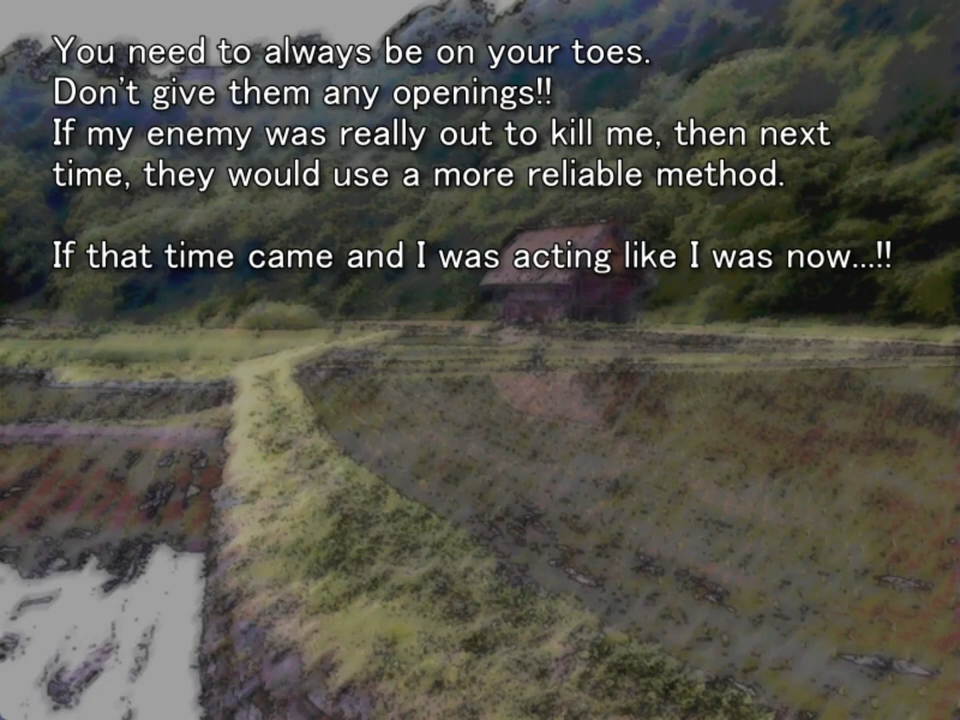 You need to always be on your toes.
Don't give them any openings!!
If my enemy was really out to kill me, then next
time, they would use a more reliable method.
If that time came and I was acting like I was now...!!